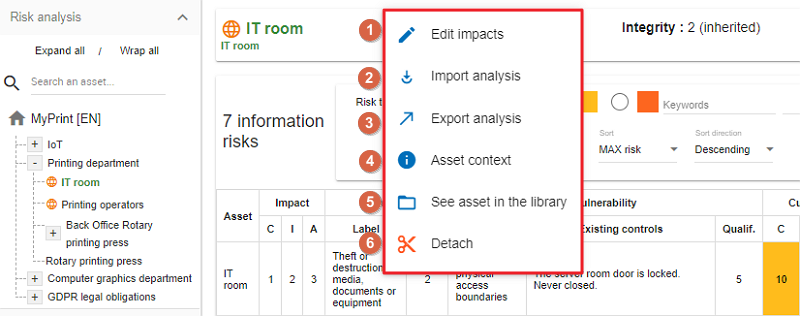 Risk analysis
Expand all / Wrap all
Search an asset...
MyPrint [EN]
+ IoT
- Printing department
IT room
Printing operators
+ Back Office Rotary
printing press
Rotary printing press
+ Computer graphics department
+ GDPR legal obligations
IT room
IT room
Integrity : 2 (inherited)
1 Edit impacts
2 Import analysis
3 Export analysis
4 Asset context
5 See asset in the library
6 Detach
7 information
risks
Risk t
Keywords
Sort
MAX risk
Sort direction
Descending
Asset Impact ulnerability Cu
C I A Label Existing controls Qualif. C
IT
room
1 2 3
Theft or
destruction
media,
documents or
equipment
2
physical
access
boundaries
The server room door is locked.
Never closed.
5 10